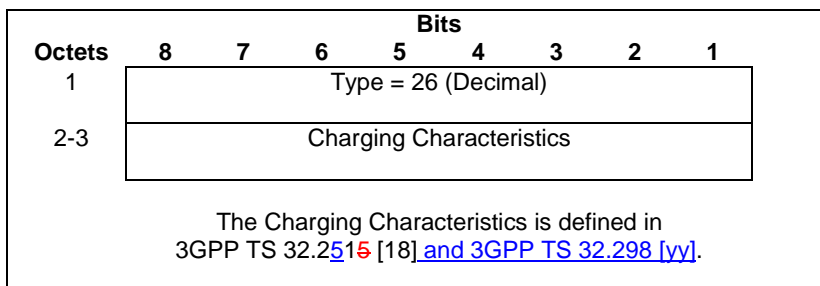 Bits
Octets 8 7 6 5 4 3 2 1
1 Type = 26 (Decimal)
2-3 Charging Characteristics
The Charging Characteristics is defined in
3GPP TS 32.2515 [18] and 3GPP TS 32.298 [yy].